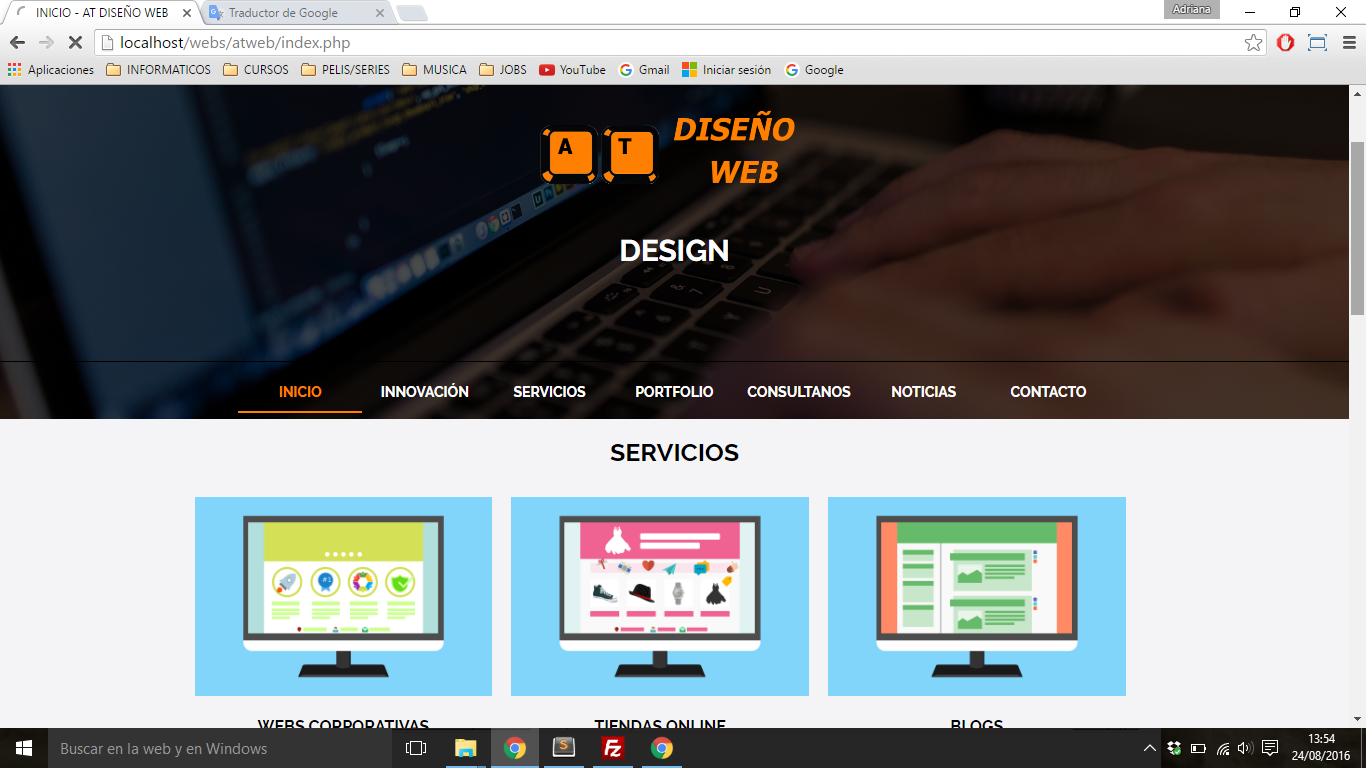 INICIO - AT DISEÑO WEB
Traductor de Google
Adriana
localhost/webs/atweb/index.php
Aplicaciones INFORMATICOS CURSOS PELIS/SERIES MUSICA JOBS YouTube Gmail Iniciar sesión Google
A T
DISEÑO
WEB
DESIGN
INICIO INNOVACIÓN SERVICIOS PORTFOLIO CONSULTANOS NOTICIAS CONTACTO
SERVICIOS
#1
WEBS CORPORATIVAS TIENDAS ONLINE BLOGS
Buscar en la web y en Windows
13:54
24/08/2016